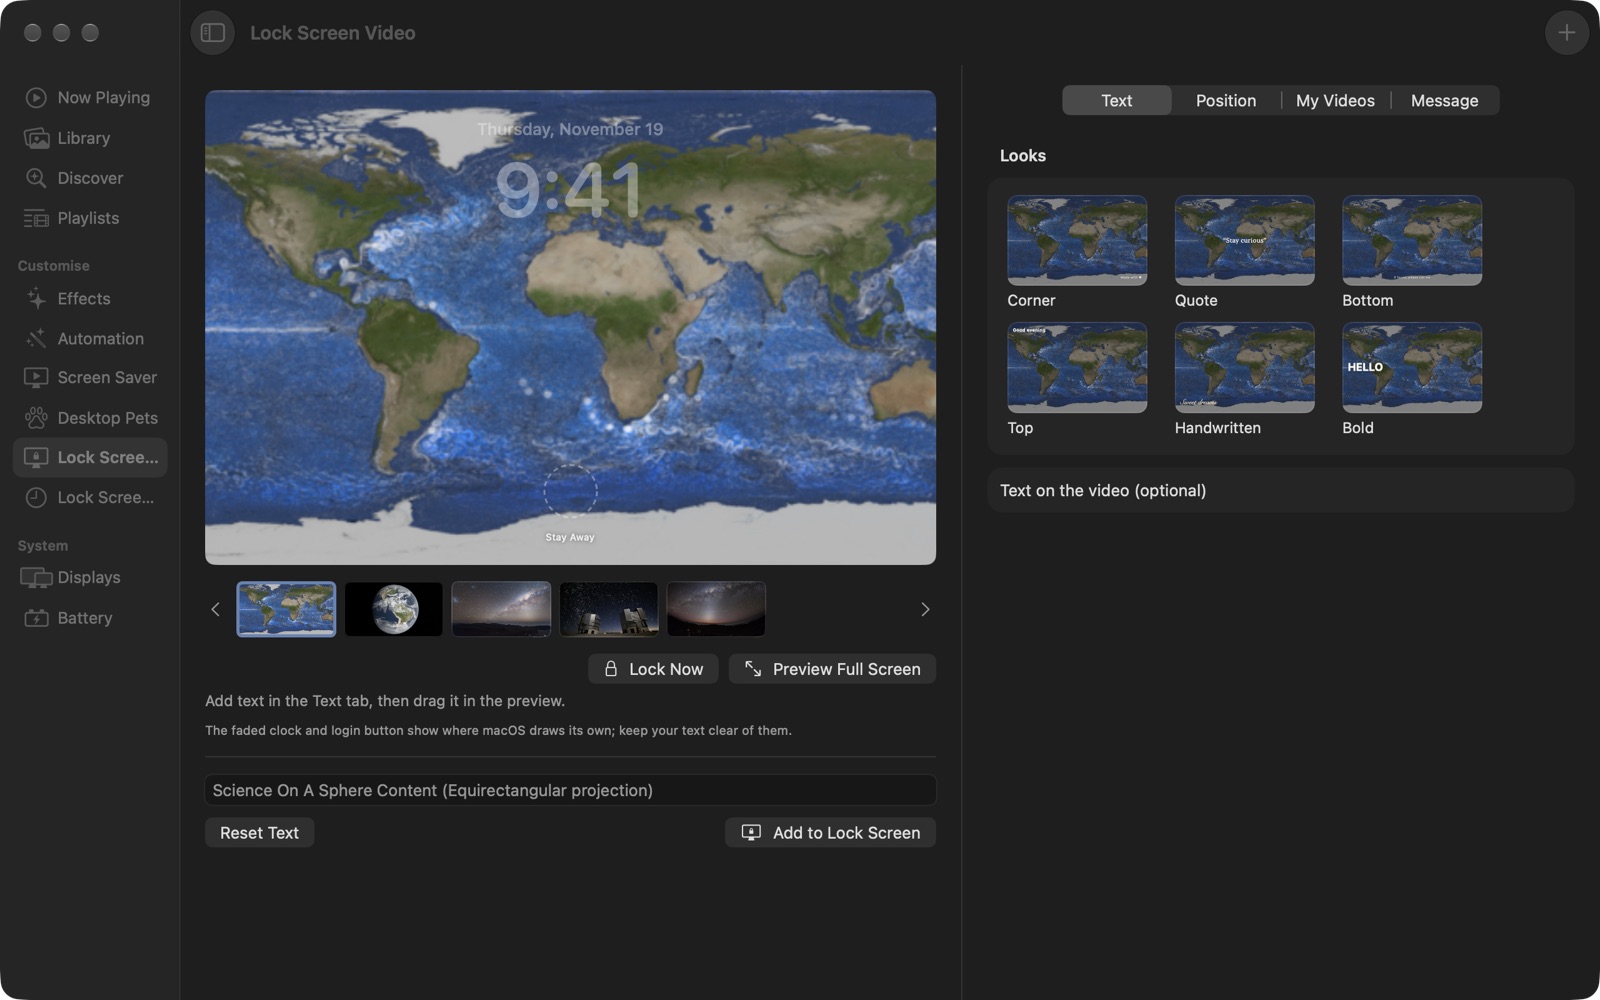 Lock Screen Video
Now Playing
Library
Discover
Playlists
Customise
Effects
Automation
Screen Saver
Desktop Pets
Lock Scree...
Lock Scree...
System
Displays
Battery
Thursday, November 19
9:41
Stay Away
Lock Now
Preview Full Screen
Add text in the Text tab, then drag it in the preview.
The faded clock and login button show where macOS draws its own; keep your text clear of them.
Science On A Sphere Content (Equirectangular projection)
Reset Text
Add to Lock Screen
Text
Position
My Videos
Message
Looks
"Stay curious"
Corner
Quote
Bottom
Good evening
Sweet dreams
HELLO
Top
Handwritten
Bold
Text on the video (optional)